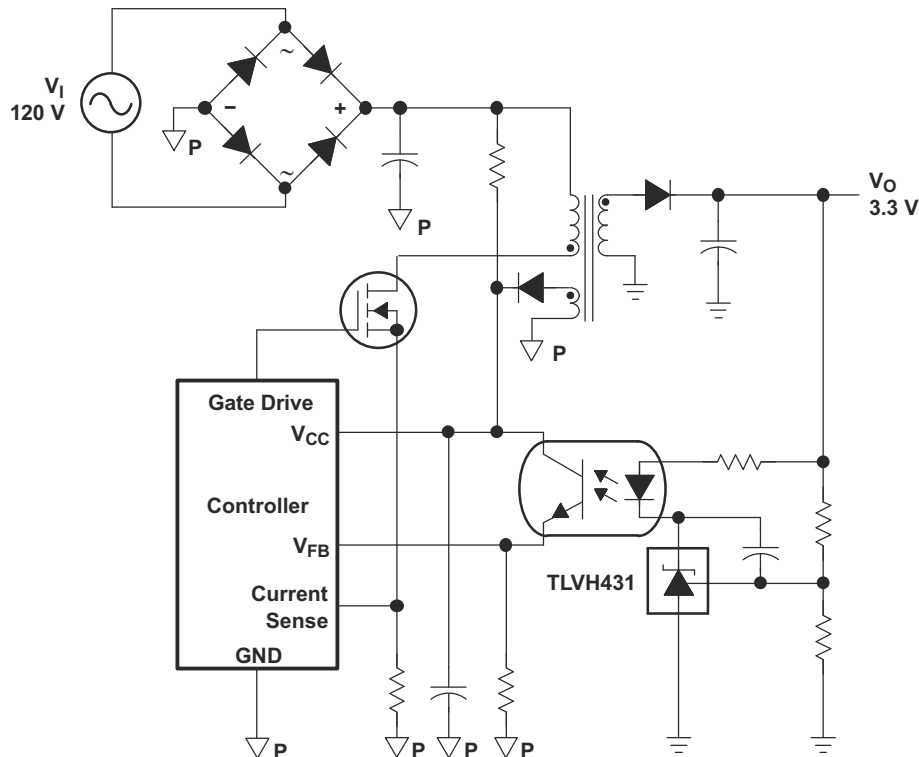 V_I
120 V
~
–
+
~
P
P
V_O
3.3 V
P
Gate Drive
V_CC
Controller
V_FB
Current
Sense
GND
TLVH431
P
P
P
P